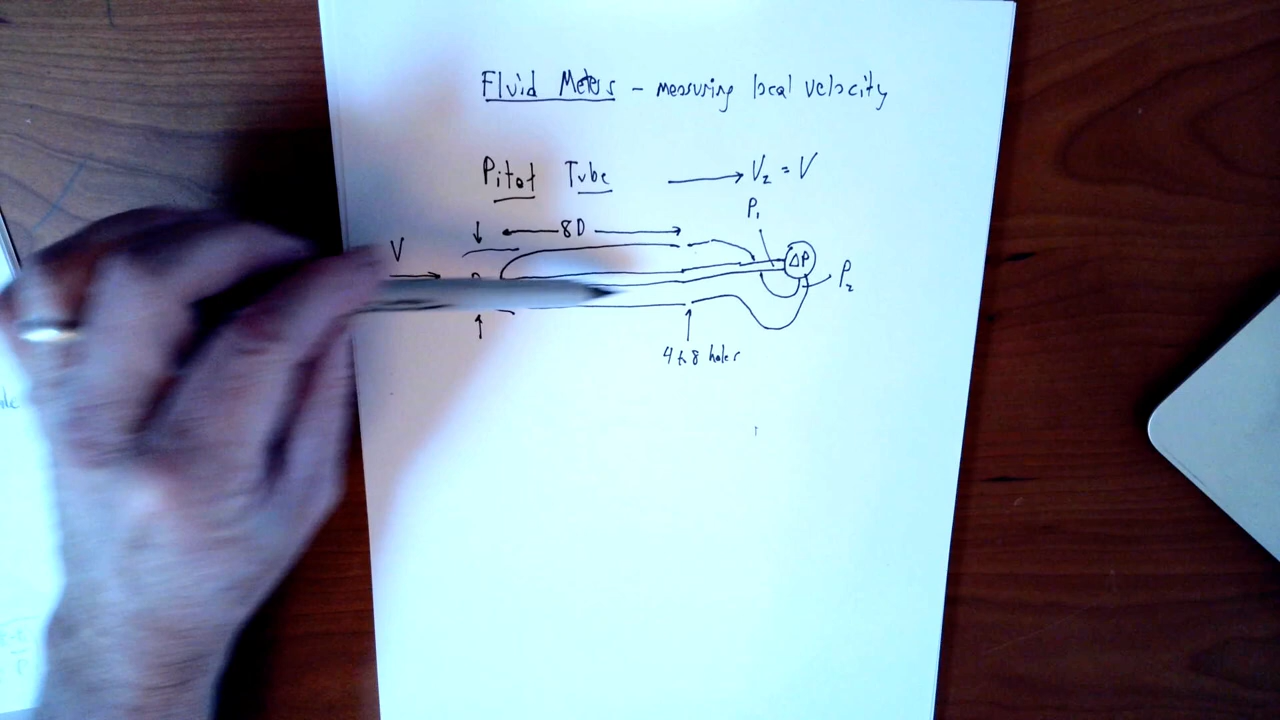 Fluid Meters - measuring local velocity
Pitot Tube → V₂ = V
P₁
8D
V
ΔP
P₂
4 to 8 holes